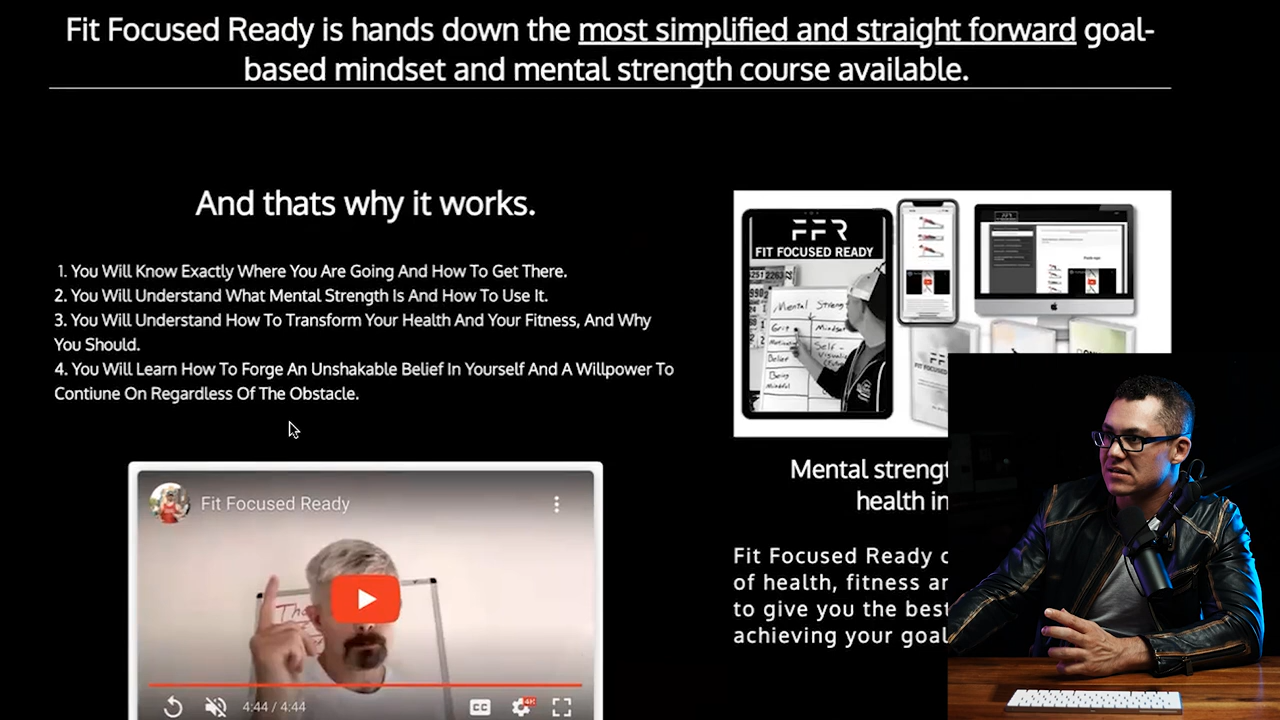 Fit Focused Ready is hands down the most simplified and straight forward goal-
based mindset and mental strength course available.
And thats why it works.
1. You Will Know Exactly Where You Are Going And How To Get There.
2. You Will Understand What Mental Strength Is And How To Use It.
3. You Will Understand How To Transform Your Health And Your Fitness, And Why
You Should.
4. You Will Learn How To Forge An Unshakable Belief In Yourself And A Willpower To
Contiune On Regardless Of The Obstacle.
Fit Focused Ready
4:44 / 4:44
CC
FFR
FIT FOCUSED READY
Mental
Grit
Mindset
Belief
Being
Mindful
Self -
Mental strengt
health in
Fit Focused Ready
of health, fitness
to give you the best
achieving your goal